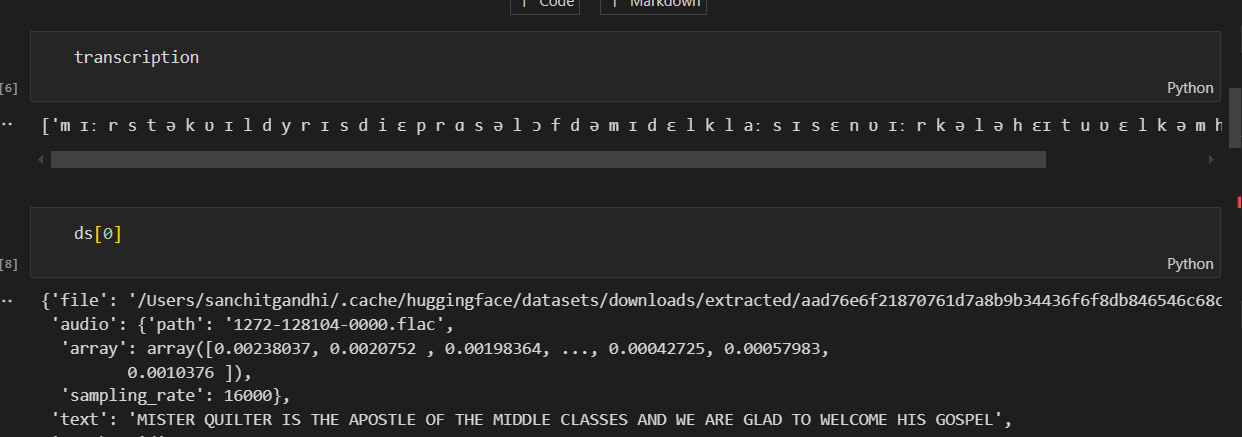 Code Markdown
transcription
[6]
Python
['m ɪː r s t ə k ʊ ɪ l d y r ɪ s d i ɛ p r ɑ s ə l ɔ f d ə m ɪ d ɛ l k l aː s ɪ s ɛ n ʋ ɪː r k ə l ə h ɛɪ t u ʋ ɛ l k ə m h
ds[0]
[8]
Python
{'file': '/Users/sanchitgandhi/.cache/huggingface/datasets/downloads/extracted/aad76e6f21870761d7a8b9b34436f6f8db846546c68c
'audio': {'path': '1272-128104-0000.flac',
'array': array([0.00238037, 0.0020752 , 0.00198364, ..., 0.00042725, 0.00057983,
0.0010376 ]),
'sampling_rate': 16000},
'text': 'MISTER QUILTER IS THE APOSTLE OF THE MIDDLE CLASSES AND WE ARE GLAD TO WELCOME HIS GOSPEL',